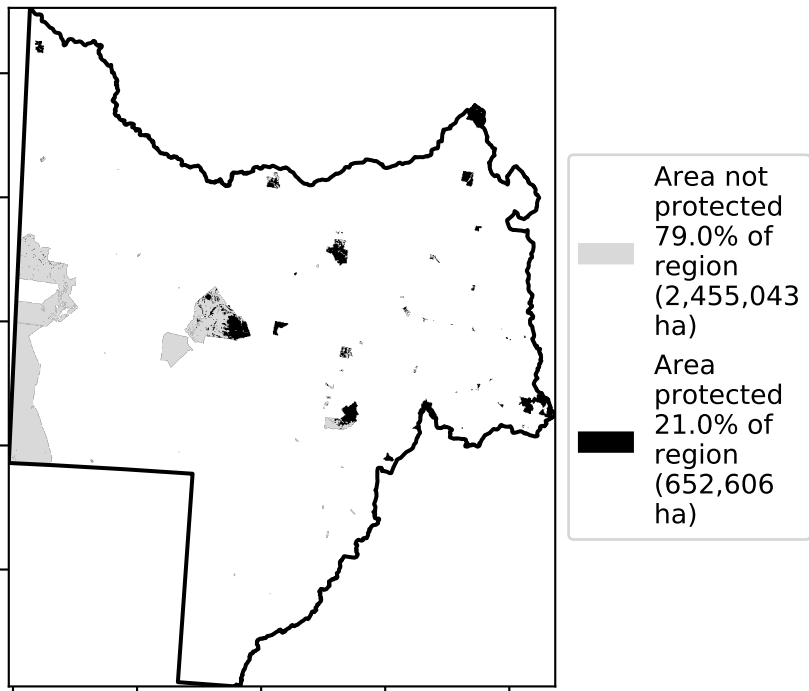 Area not
protected
79.0% of
region
(2,455,043
ha)
Area
protected
21.0% of
region
(652,606
ha)